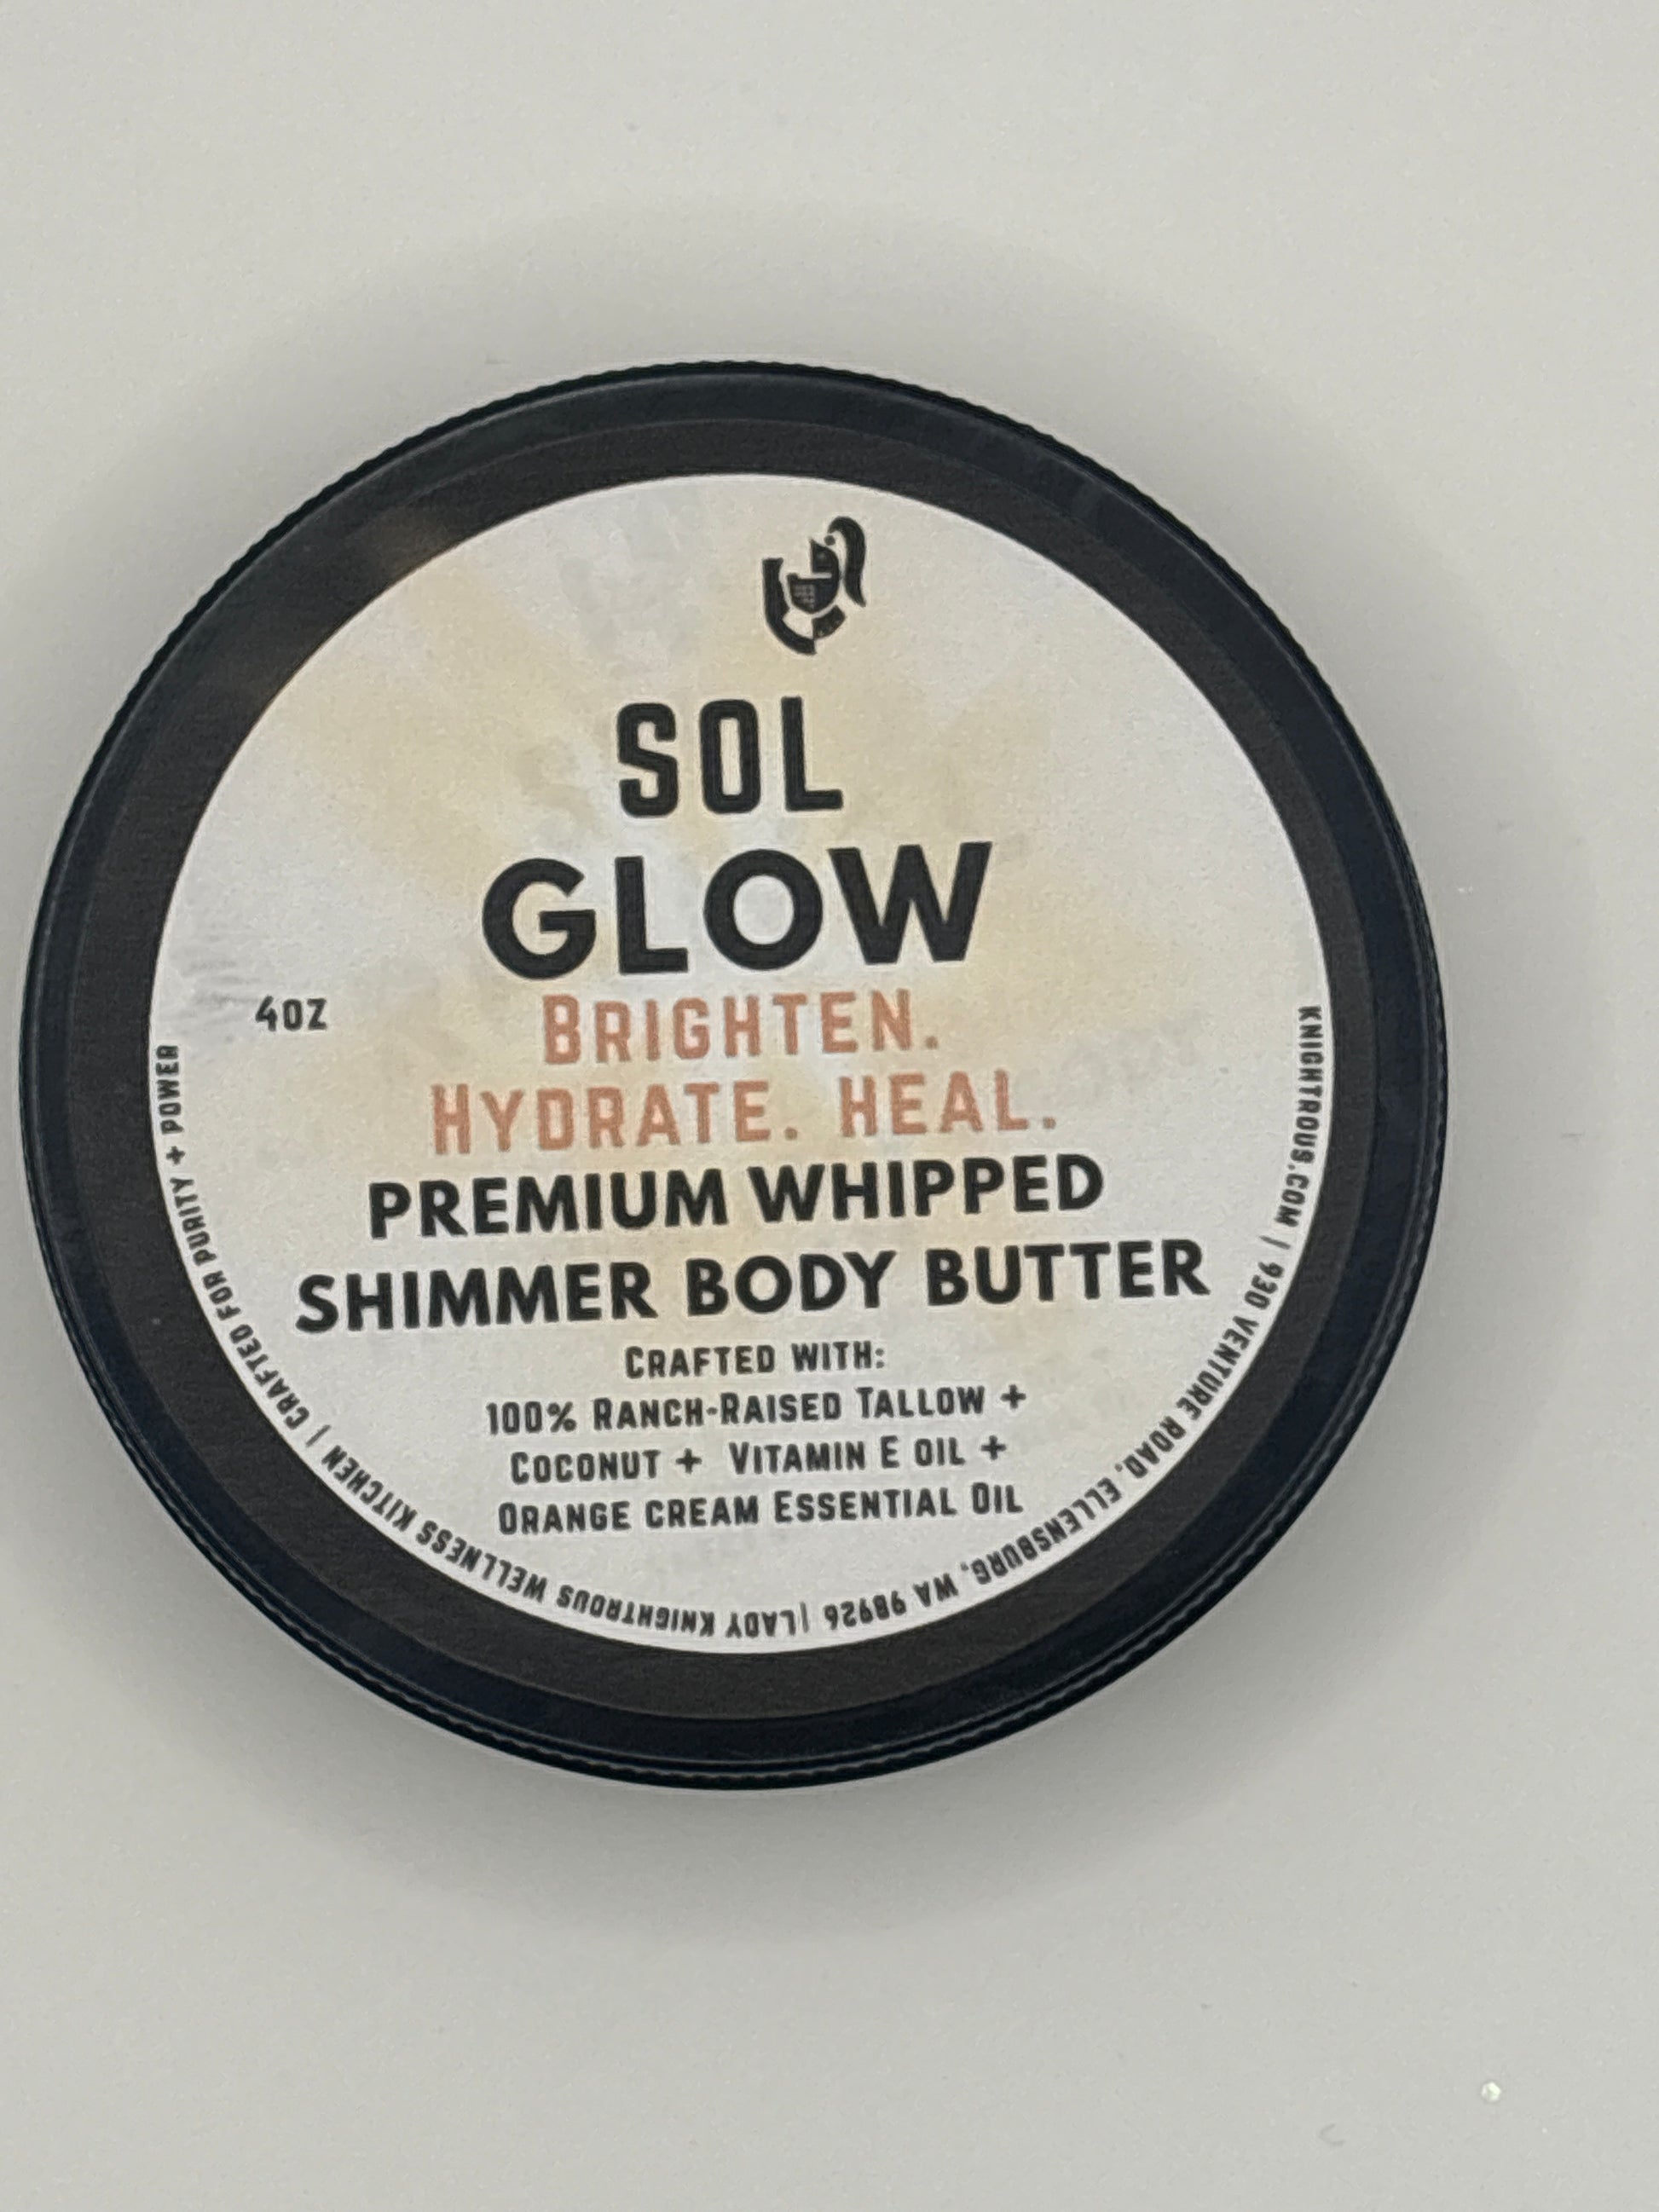 SOL
GLOW
4OZ
BRIGHTEN.
HYDRATE. HEAL.
PREMIUM WHIPPED
SHIMMER BODY BUTTER
CRAFTED WITH:
100% RANCH-RAISED TALLOW +
COCONUT + VITAMIN E OIL +
ORANGE CREAM ESSENTIAL OIL
KNIGHTROUS.COM | 930 VENTURE ROAD, ELLENSBURG, WA 98926 | LADY KNIGHTROUS WELLNESS KITCHEN | CRAFTED FOR PURITY + POWER